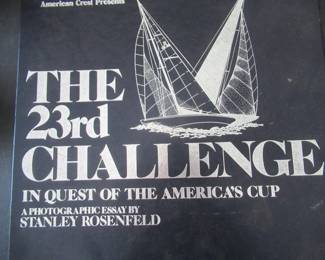 American Crest Presents
THE
23rd
CHALLENGE
IN QUEST OF THE AMERICA'S CUP
A PHOTOGRAPHIC ESSAY BY
STANLEY ROSENFELD